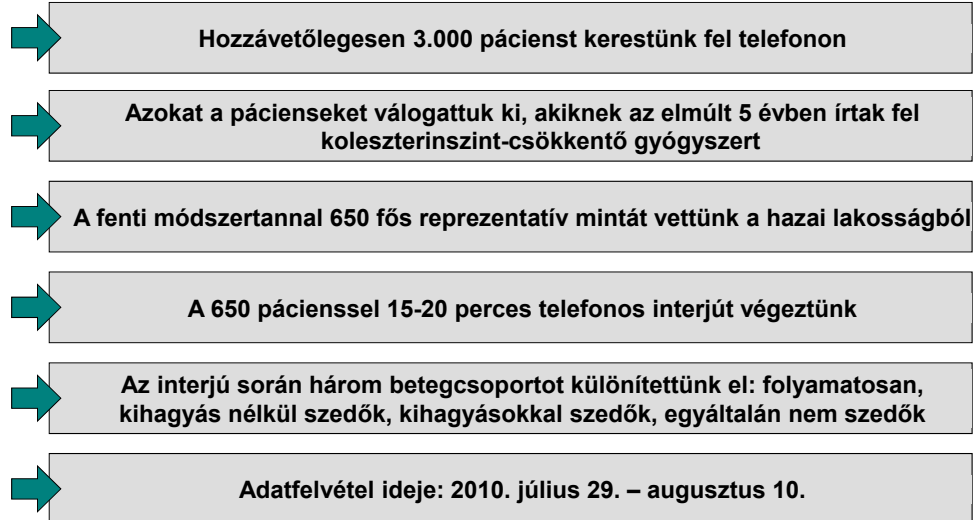 Hozzávetőlegesen 3.000 pácienst kerestünk fel telefonon
Azokat a pácienseket válogattuk ki, akiknek az elmúlt 5 évben írtak fel
koleszterinszint-csökkentő gyógyszert
A fenti módszertannal 650 fős reprezentatív mintát vettünk a hazai lakosságból
A 650 pácienssel 15-20 perces telefonos interjút végeztünk
Az interjú során három betegcsoportot különítettünk el: folyamatosan,
kihagyás nélkül szedők, kihagyásokkal szedők, egyáltalán nem szedők
Adatfelvétel ideje: 2010. július 29. – augusztus 10.